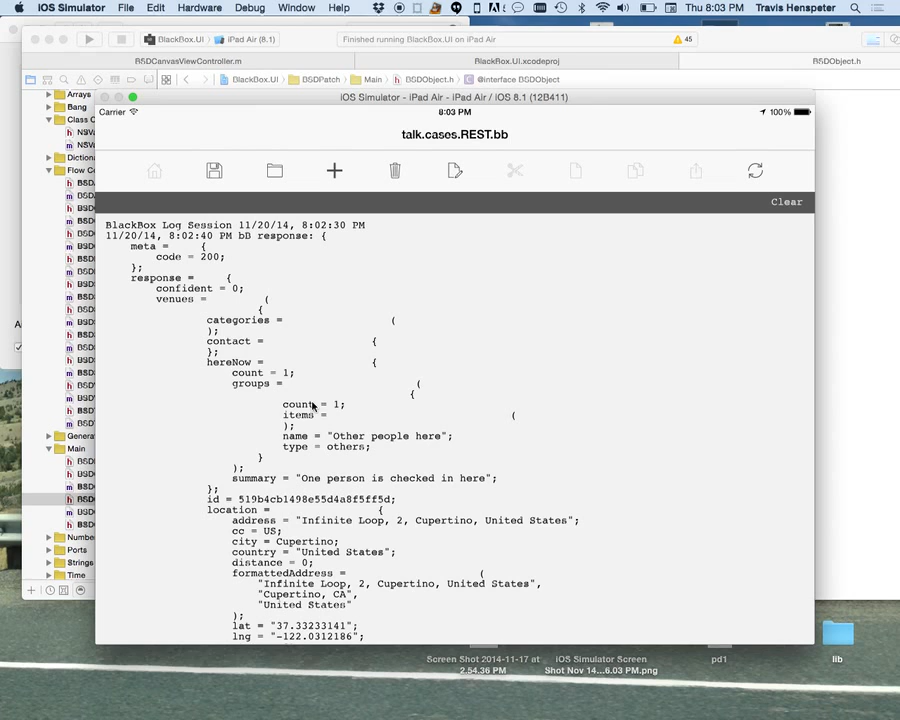 iOS Simulator File Edit Hardware Debug Window Help Thu 8:03 PM Travis Henspeter
BlackBox.UI iPad Air (8.1) Finished running BlackBox.UI on iPad Air 45
BSDCanvasViewController.m BlackBox.UI.xcodeproj BSDObject.h
BlackBox.UI BSDPatch Main BSDObject.h @interface BSDObject
Arrays
Bang
Class C
NSV
NSV
Diction
Flow Co
Genera
Main
Numbe
Ports
Strings
Time
iOS Simulator - iPad Air - iPad Air / iOS 8.1 (12B411)
Carrier 8:03 PM 100%
talk.cases.REST.bb
Clear
BlackBox Log Session 11/20/14, 8:02:30 PM
11/20/14, 8:02:40 PM bB response: {
meta = {
code = 200;
};
response = {
confident = 0;
venues = (
{
categories = (
);
contact = {
};
hereNow = {
count = 1;
groups = (
{
count = 1;
items = (
);
name = "Other people here";
type = others;
}
);
summary = "One person is checked in here";
};
id = 519b4cb1498e55d4a8f5ff5d;
location = {
address = "Infinite Loop, 2, Cupertino, United States";
cc = US;
city = Cupertino;
country = "United States";
distance = 0;
formattedAddress = (
"Infinite Loop, 2, Cupertino, United States",
"Cupertino, CA",
"United States"
);
lat = "37.33233141";
lng = "-122.0312186";
Screen Shot 2014-11-17 at
2.54.36 PM
iOS Simulator Screen
Shot Nov 14...6.03 PM.png
pd1
lib